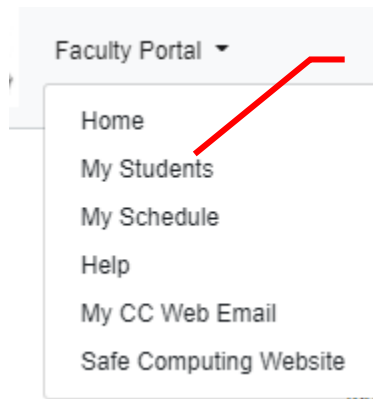 Faculty Portal
Home
My Students
My Schedule
Help
My CC Web Email
Safe Computing Website